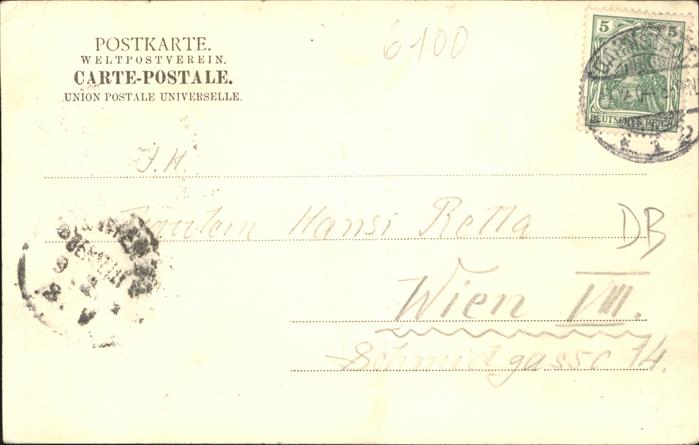 POSTKARTE.
WELTPOSTVEREIN.
CARTE-POSTALE.
UNION POSTALE UNIVERSELLE.
6100
5 5
DEUTSCHES REICH
J.H.
Fräulein Hansi Retta
DB
Wien VIII.
Schmidgasse 14.